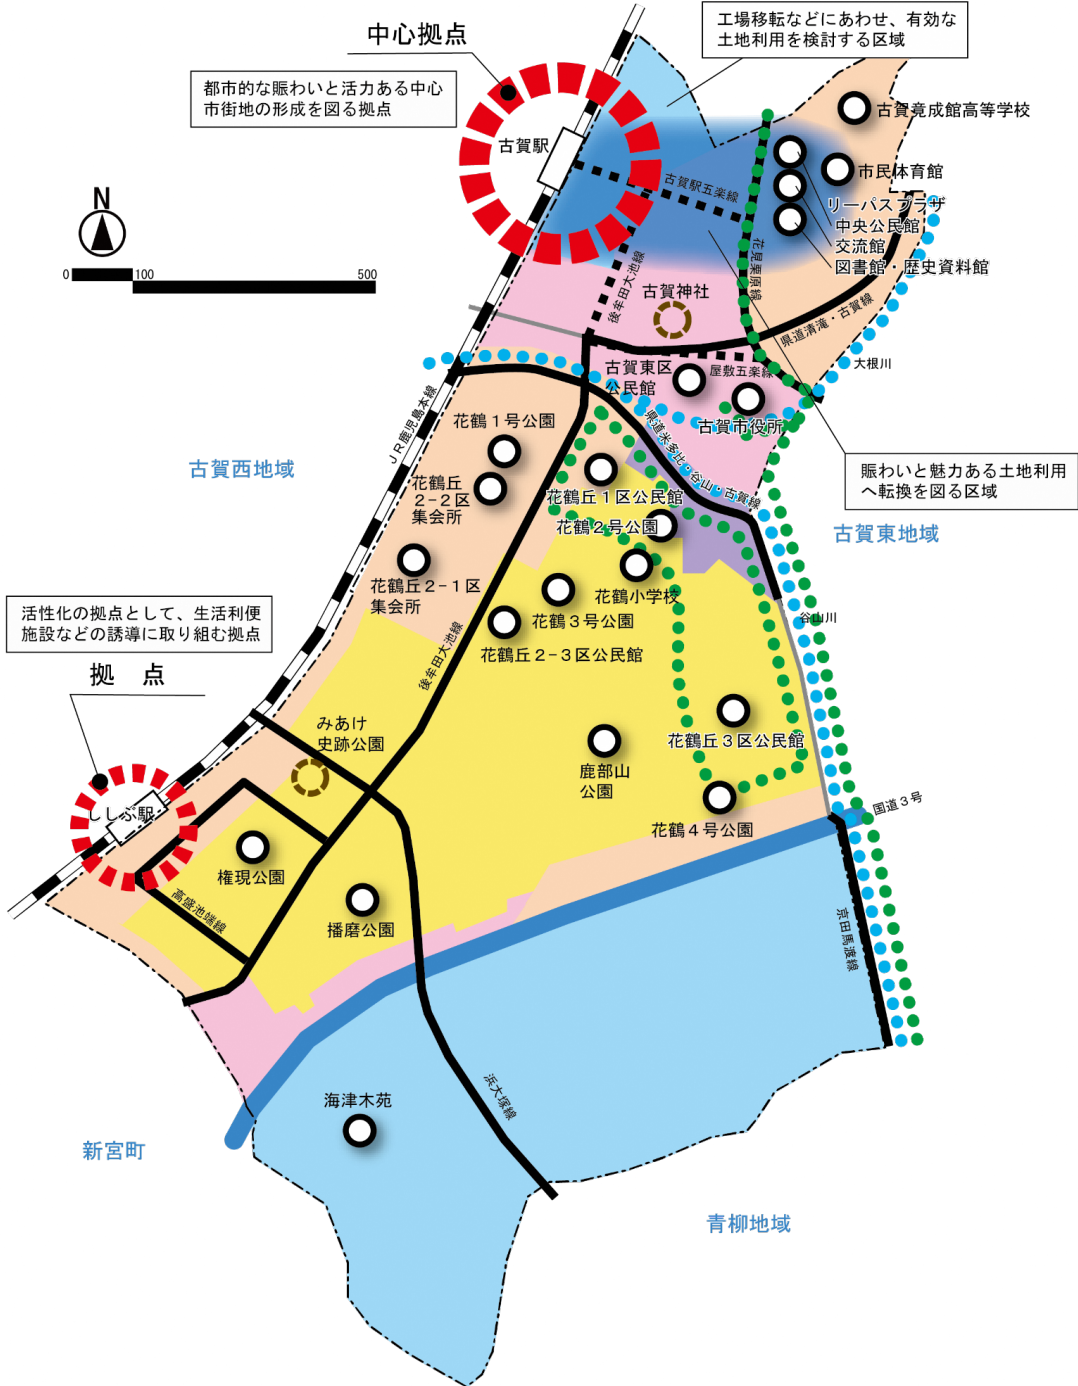 工場移転などにあわせ、有効な
土地利用を検討する区域
中心拠点
都市的な賑わいと活力ある中心
市街地の形成を図る拠点
古賀駅
古賀竟成館高等学校
市民体育館
リーパスプラザ
中央公民館
交流館
図書館・歴史資料館
古賀駅五楽線
花見東原線
後牟田大池線
古賀神社
県道清滝・古賀線
大根川
N
0
100
500
古賀東区
公民館
屋敷五楽線
古賀市役所
JR鹿児島本線
県道米多比・谷山・古賀線
花鶴1号公園
古賀西地域
花鶴丘
2-2区
集会所
花鶴丘1区公民館
賑わいと魅力ある土地利用
へ転換を図る区域
花鶴2号公園
古賀東地域
花鶴丘2-1区
集会所
花鶴小学校
花鶴3号公園
谷山川
活性化の拠点として、生活利便
施設などの誘導に取り組む拠点
花鶴丘2-3区公民館
後牟田大池線
拠 点
みあけ
史跡公園
花鶴丘3区公民館
鹿部山
公園
ししぶ駅
国道3号
花鶴4号公園
権現公園
高盛池端線
播磨公園
京田馬渡線
浜大塚線
海津木苑
新宮町
青柳地域